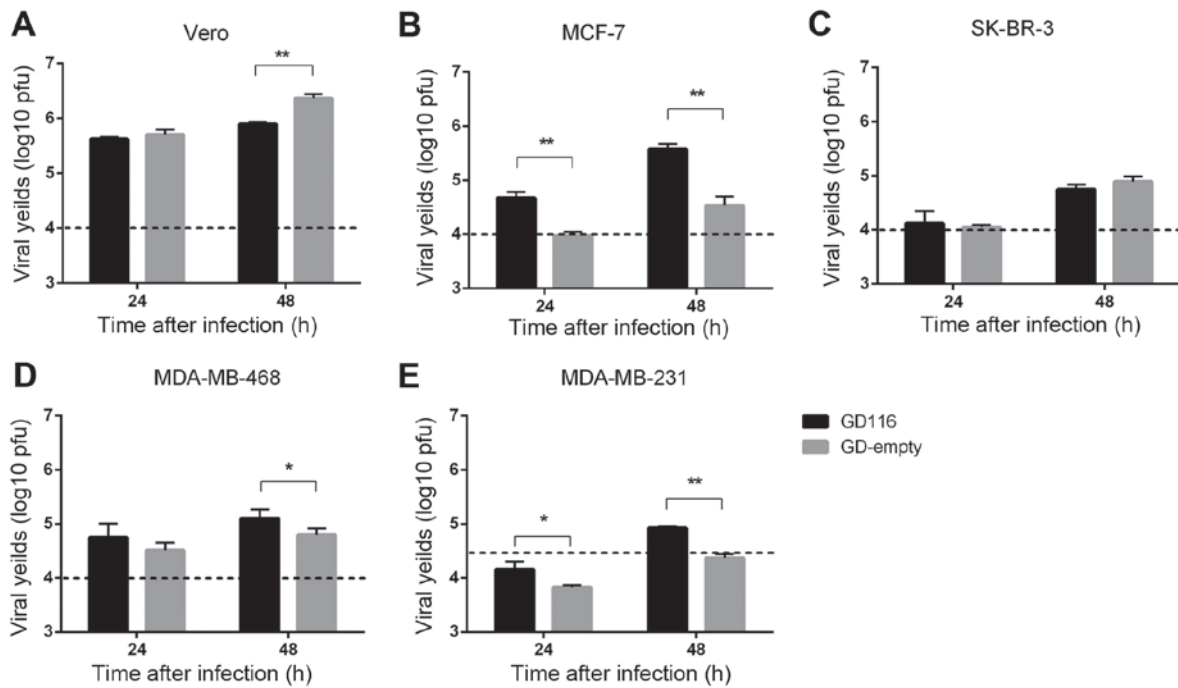 A
Vero
Viral yeilds (log10 pfu)
7
6
5
4
3
**
24
48
Time after infection (h)
B
MCF-7
Viral yeilds (log10 pfu)
7
6
5
4
3
**
**
24
48
Time after infection (h)
C
SK-BR-3
Viral yeilds (log10 pfu)
7
6
5
4
3
24
48
Time after infection (h)
D
MDA-MB-468
Viral yeilds (log10 pfu)
7
6
5
4
3
*
24
48
Time after infection (h)
E
MDA-MB-231
Viral yeilds (log10 pfu)
7
6
5
4
3
*
**
24
48
Time after infection (h)
GD116
GD-empty